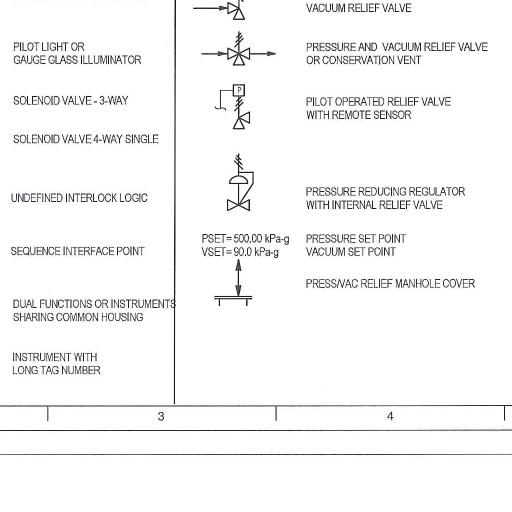 VACUUM RELIEF VALVE
PILOT LIGHT OR
GAUGE GLASS ILLUMINATOR
PRESSURE AND VACUUM RELIEF VALVE
OR CONSERVATION VENT
SOLENOID VALVE - 3-WAY
P
PILOT OPERATED RELIEF VALVE
WITH REMOTE SENSOR
SOLENOID VALVE 4-WAY SINGLE
UNDEFINED INTERLOCK LOGIC
PRESSURE REDUCING REGULATOR
WITH INTERNAL RELIEF VALVE
SEQUENCE INTERFACE POINT
PSET= 500.00 kPa-g
VSET= 90.0 kPa-g
PRESSURE SET POINT
VACUUM SET POINT
PRESS/VAC RELIEF MANHOLE COVER
DUAL FUNCTIONS OR INSTRUMENTS
SHARING COMMON HOUSING
INSTRUMENT WITH
LONG TAG NUMBER
3
4